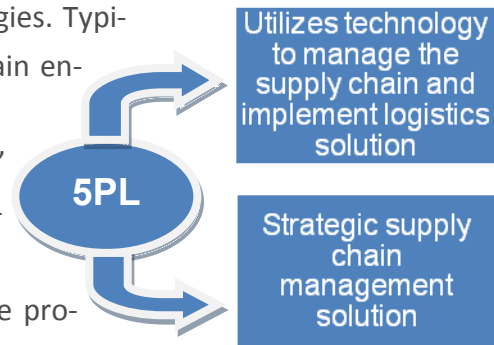 gies. Typi-
ain en-
,
e pro-
5PL
Utilizes technology
to manage the
supply chain and
implement logistics
solution
Strategic supply
chain
management
solution